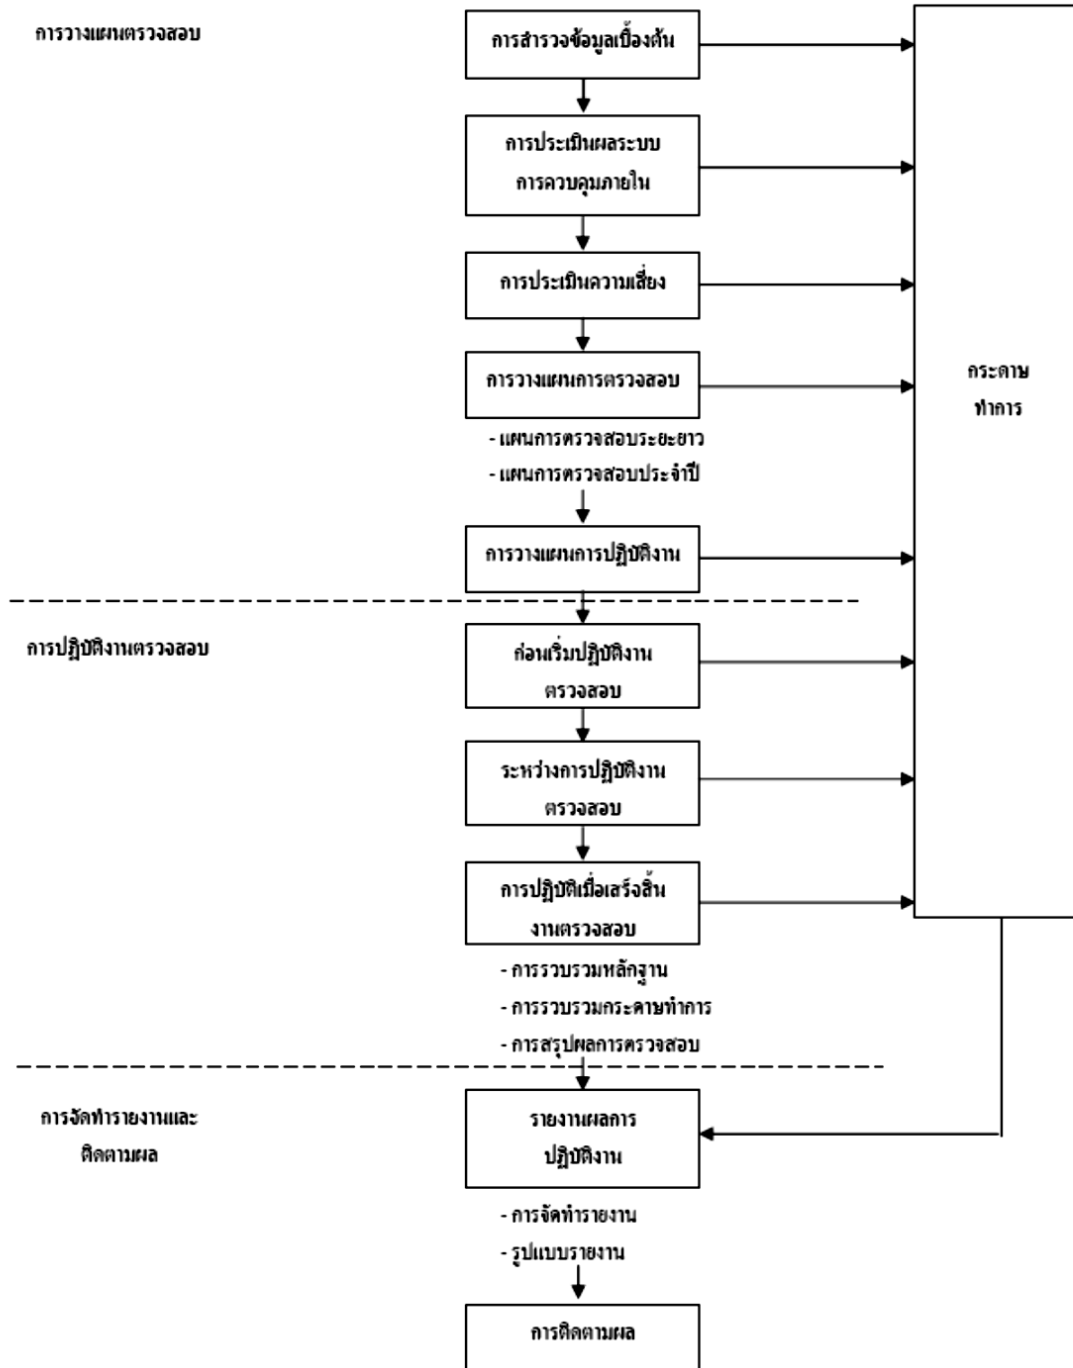 การวางแผนตรวจสอบ
การสำรวจข้อมูลเบื้องต้น
การประเมินผลระบบ
การควบคุมภายใน
การประเมินความเสี่ยง
การวางแผนการตรวจสอบ
- แผนการตรวจสอบระยะยาว
- แผนการตรวจสอบประจำปี
การวางแผนการปฏิบัติงาน
กระดาษ
ทำการ
การปฏิบัติงานตรวจสอบ
ก่อนเริ่มปฏิบัติงาน
ตรวจสอบ
ระหว่างการปฏิบัติงาน
ตรวจสอบ
การปฏิบัติเมื่อเสร็จสิ้น
งานตรวจสอบ
- การรวบรวมหลักฐาน
- การรวบรวมกระดาษทำการ
- การสรุปผลการตรวจสอบ
การจัดทำรายงานและ
ติดตามผล
รายงานผลการ
ปฏิบัติงาน
- การจัดทำรายงาน
- รูปแบบรายงาน
การติดตามผล